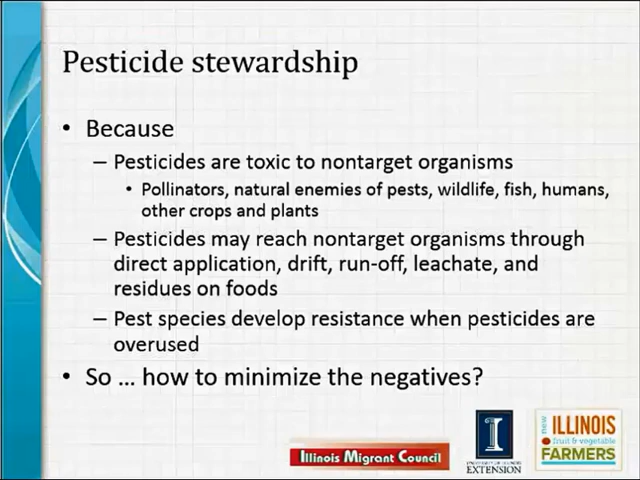 Pesticide stewardship
• Because
– Pesticides are toxic to nontarget organisms
• Pollinators, natural enemies of pests, wildlife, fish, humans,
other crops and plants
– Pesticides may reach nontarget organisms through
direct application, drift, run-off, leachate, and
residues on foods
– Pest species develop resistance when pesticides are
overused
• So … how to minimize the negatives?
Illinois Migrant Council
I
UNIVERSITY OF ILLINOIS
EXTENSION
new
ILLINOIS
fruit & vegetable
FARMERS